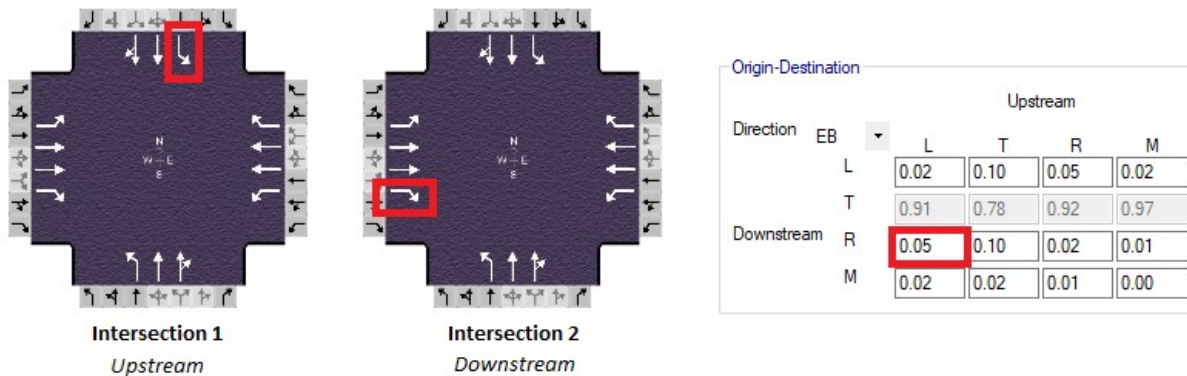 N
W E
S
Intersection 1
Upstream
N
W E
S
Intersection 2
Downstream
Origin-Destination
Upstream
Direction EB
L T R M
L 0.02 0.10 0.05 0.02
T 0.91 0.78 0.92 0.97
Downstream R 0.05 0.10 0.02 0.01
M 0.02 0.02 0.01 0.00